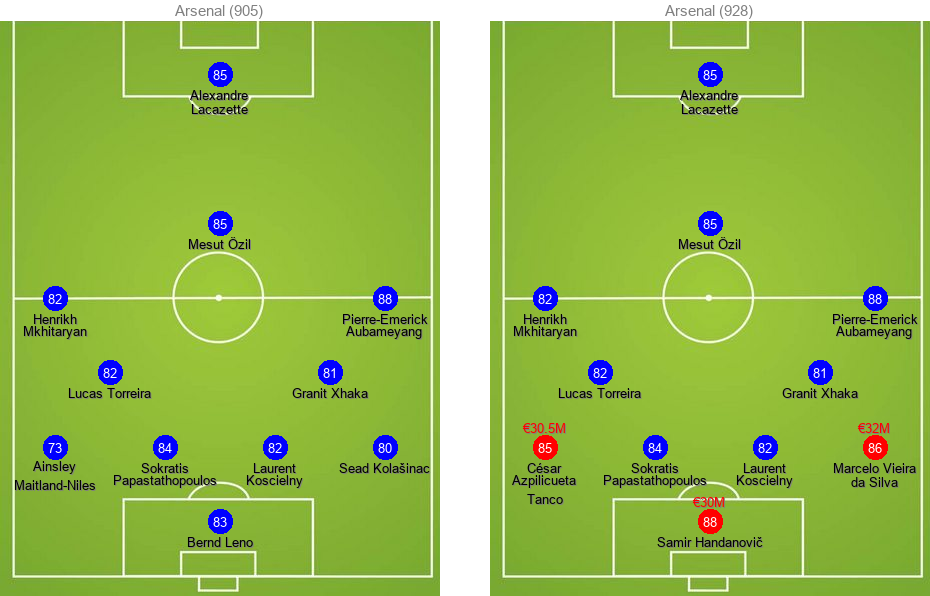 Arsenal (905)
85
Alexandre
Lacazette
85
Mesut Özil
82
Henrikh
Mkhitaryan
88
Pierre-Emerick
Aubameyang
82
Lucas Torreira
81
Granit Xhaka
73
Ainsley
Maitland-Niles
84
Sokratis
Papastathopoulos
82
Laurent
Koscielny
80
Sead Kolašinac
83
Bernd Leno
Arsenal (928)
85
Alexandre
Lacazette
85
Mesut Özil
82
Henrikh
Mkhitaryan
88
Pierre-Emerick
Aubameyang
82
Lucas Torreira
81
Granit Xhaka
€30.5M
85
César
Azpilicueta
Tanco
84
Sokratis
Papastathopoulos
82
Laurent
Koscielny
€32M
86
Marcelo Vieira
da Silva
€30M
88
Samir Handanovič